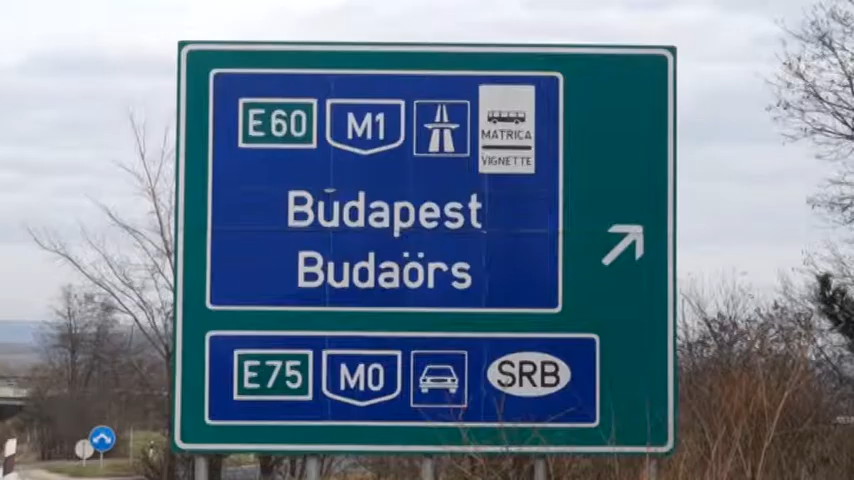 E60 M1 MATRICA
VIGNETTE
Budapest
Budaörs
E75 M0 SRB